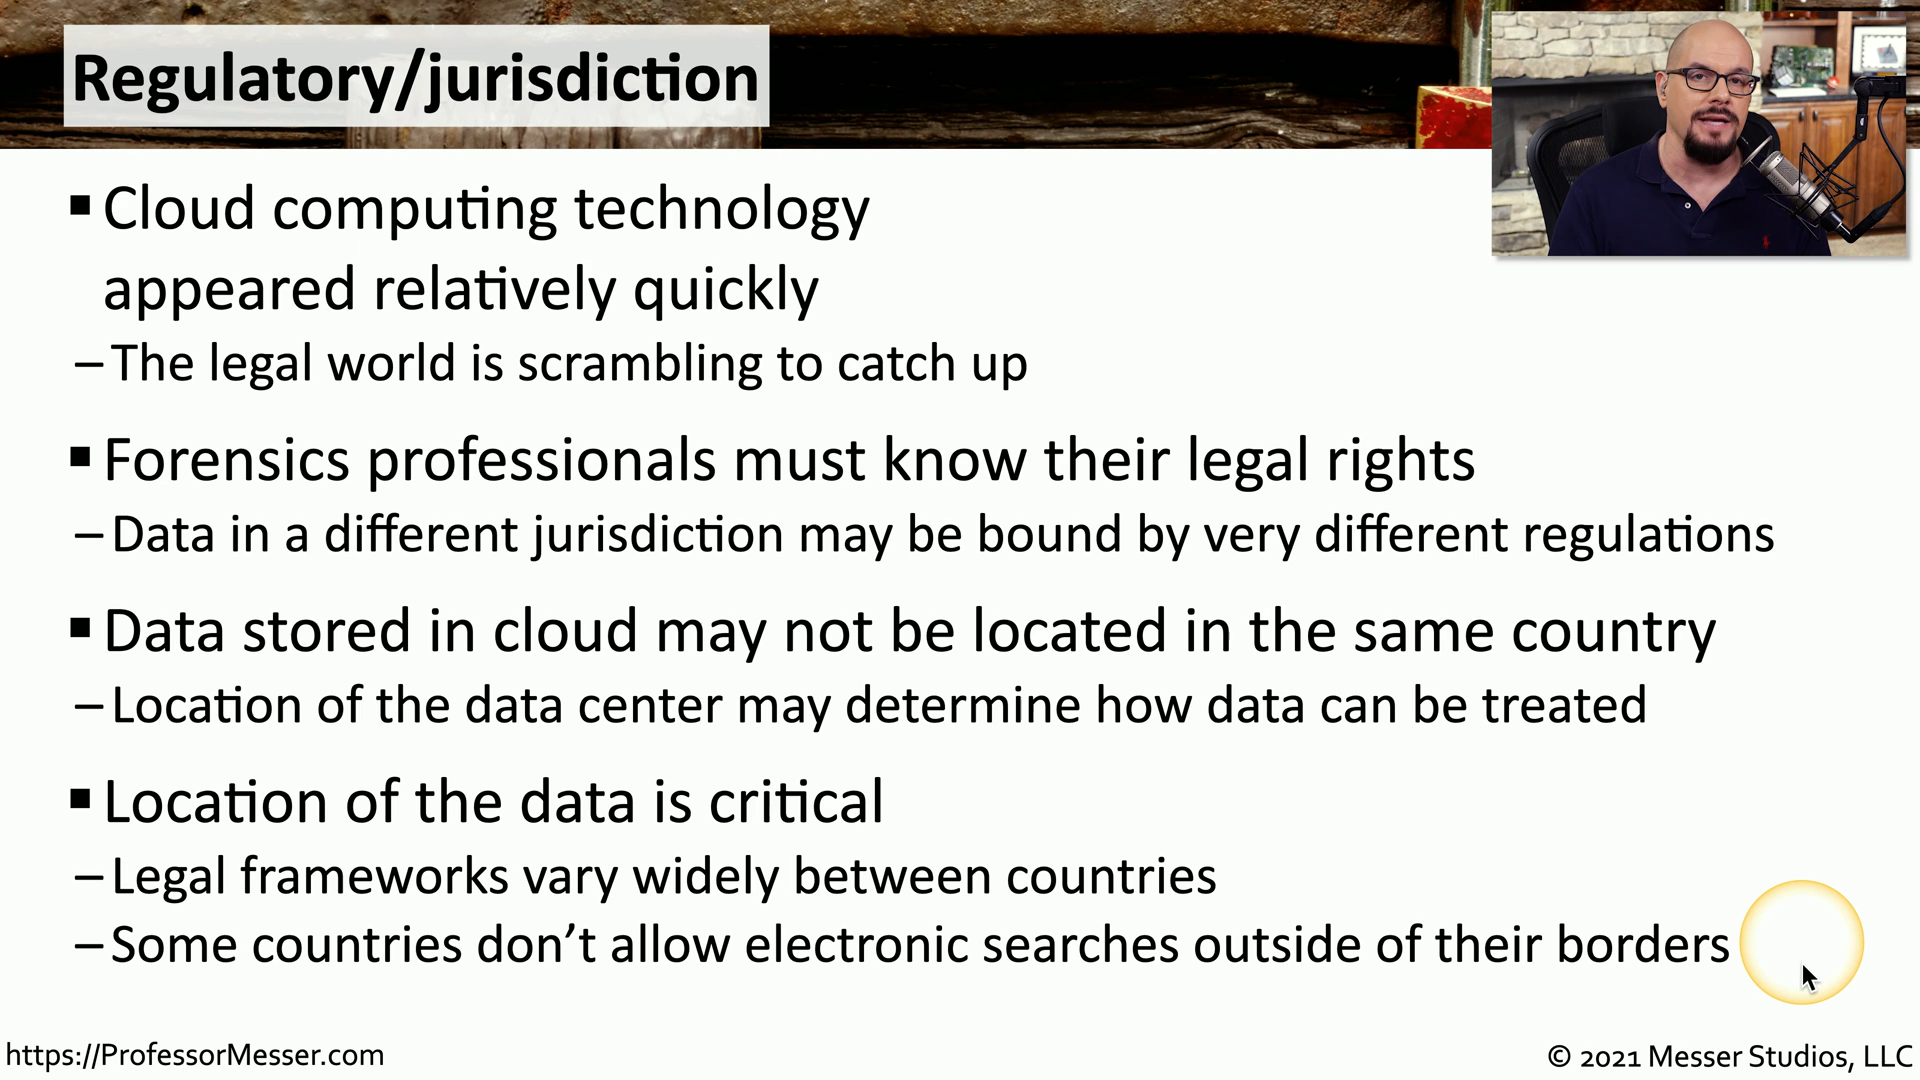 Regulatory/jurisdiction
▪ Cloud computing technology
appeared relatively quickly
– The legal world is scrambling to catch up
▪ Forensics professionals must know their legal rights
– Data in a different jurisdiction may be bound by very different regulations
▪ Data stored in cloud may not be located in the same country
– Location of the data center may determine how data can be treated
▪ Location of the data is critical
– Legal frameworks vary widely between countries
– Some countries don’t allow electronic searches outside of their borders
https://ProfessorMesser.com
© 2021 Messer Studios, LLC